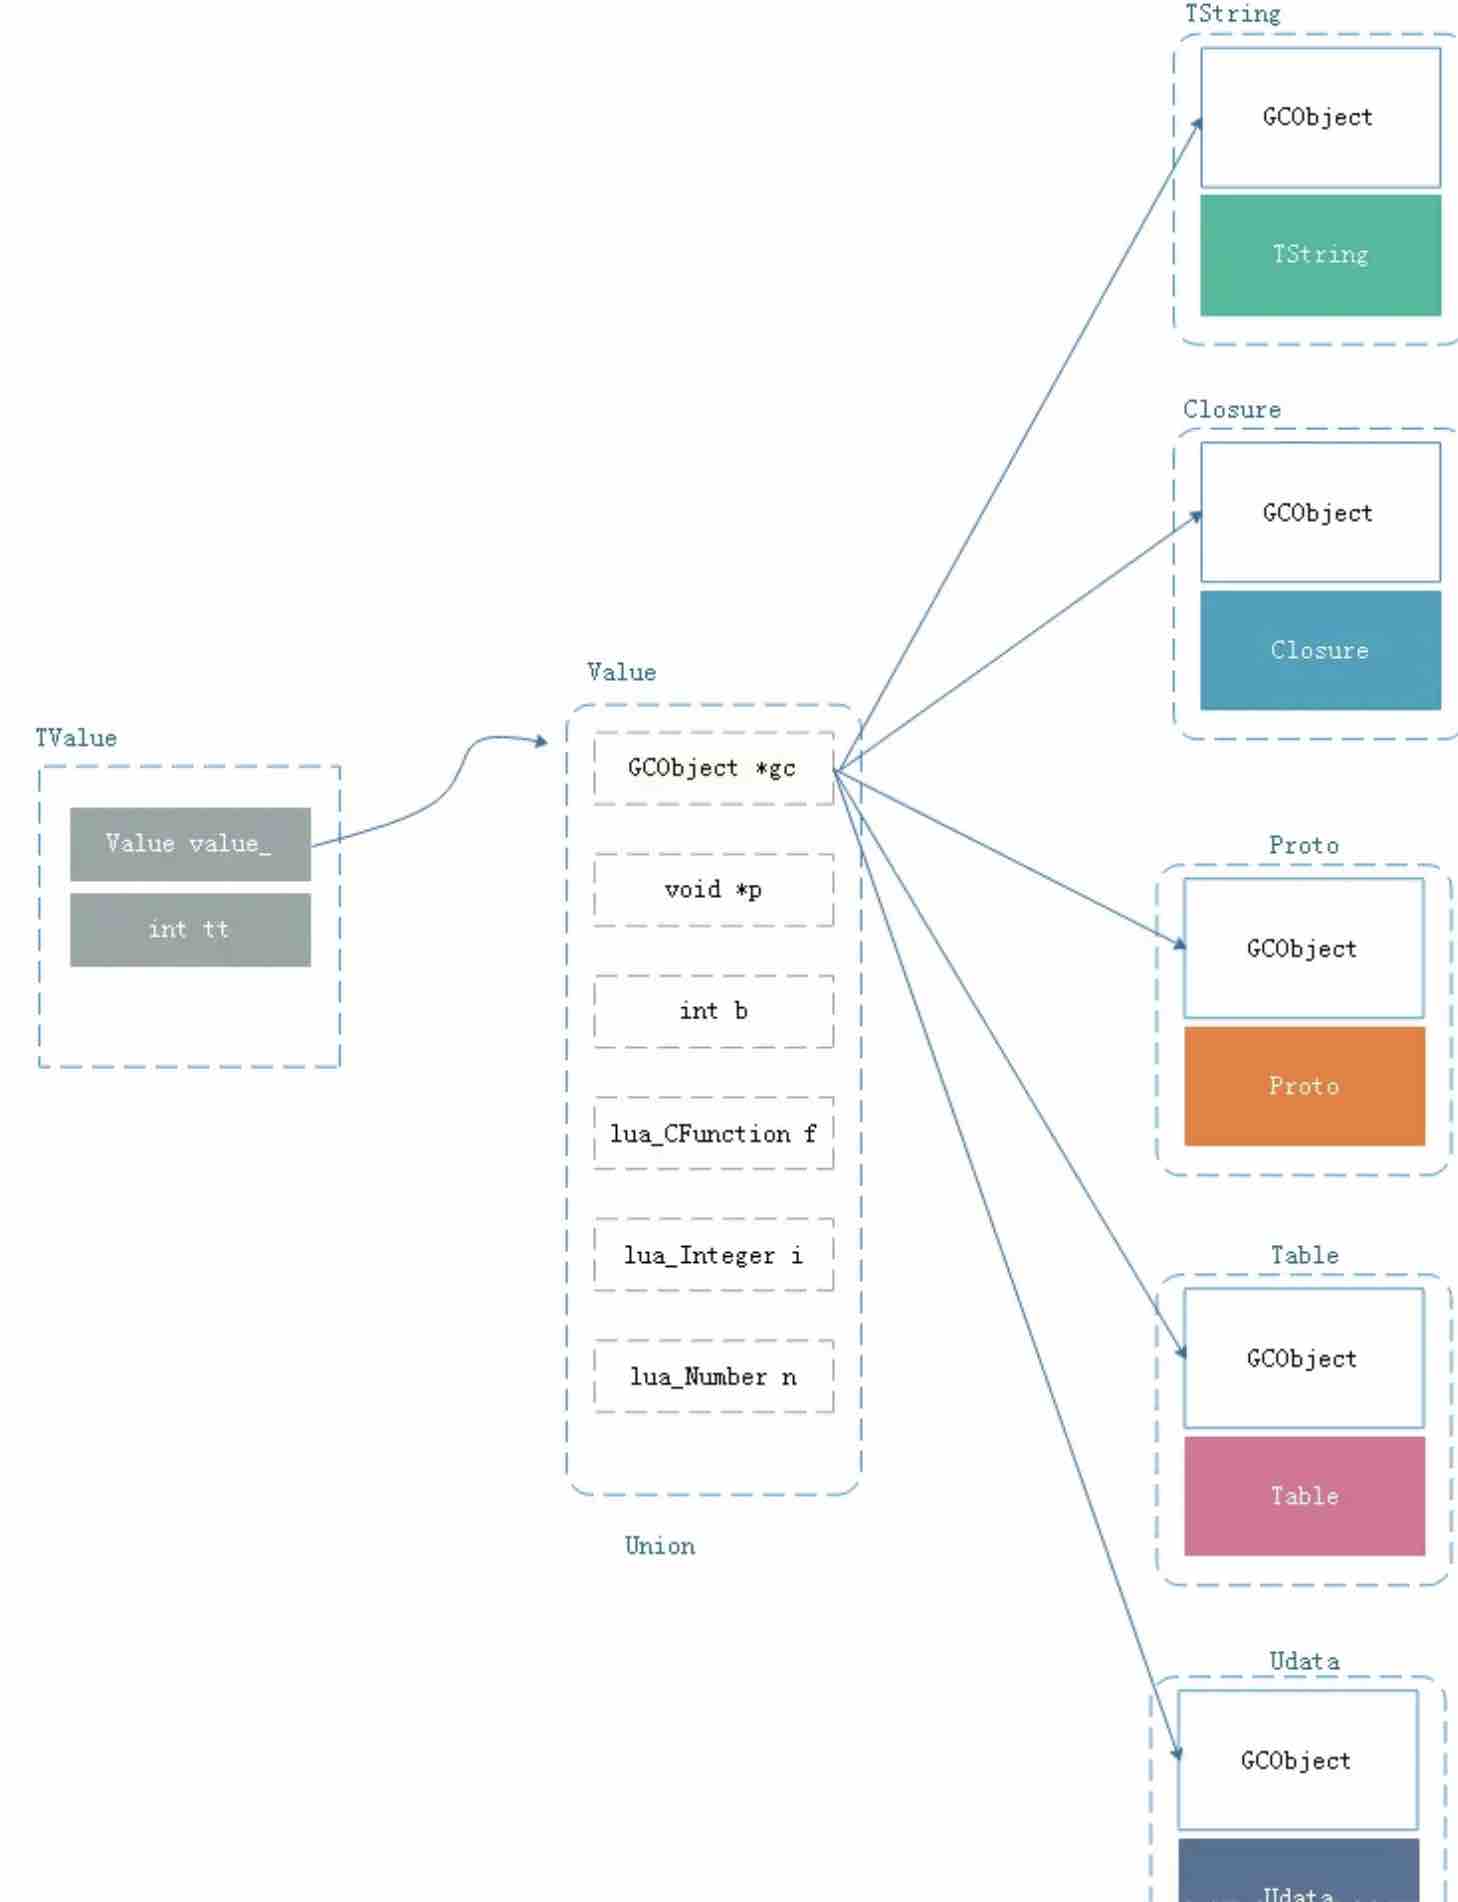 TValue
Value value_
int tt
Value
GCObject *gc
void *p
int b
lua_CFunction f
lua_Integer i
lua_Number n
Union
TString
GCObject
TString
Closure
GCObject
Closure
Proto
GCObject
Proto
Table
GCObject
Table
Udata
GCObject
Udata